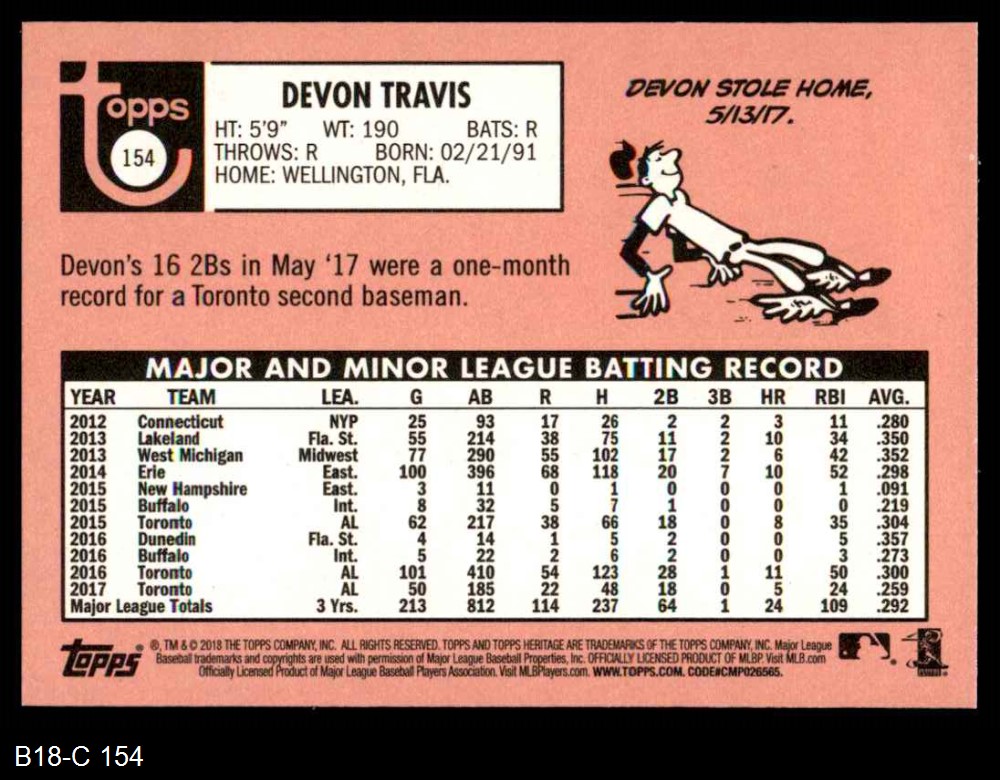 Topps
154
DEVON TRAVIS
HT: 5'9" WT: 190 BATS: R
THROWS: R BORN: 02/21/91
HOME: WELLINGTON, FLA.
DEVON STOLE HOME,
5/13/17.
Devon's 16 2Bs in May '17 were a one-month
record for a Toronto second baseman.
MAJOR AND MINOR LEAGUE BATTING RECORD
YEAR TEAM LEA. G AB R H 2B 3B HR RBI AVG.
2012 Connecticut NYP 25 93 17 26 2 2 3 11 .280
2013 Lakeland Fla. St. 55 214 38 75 11 2 10 34 .350
2013 West Michigan Midwest 77 290 55 102 17 2 6 42 .352
2014 Erie East. 100 396 68 118 20 7 10 52 .298
2015 New Hampshire East. 3 11 0 1 0 0 0 1 .091
2015 Buffalo Int. 8 32 5 7 1 0 0 0 .219
2015 Toronto AL 62 217 38 66 18 0 8 35 .304
2016 Dunedin Fla. St. 4 14 1 5 2 0 0 5 .357
2016 Buffalo Int. 5 22 2 6 2 0 0 3 .273
2016 Toronto AL 101 410 54 123 28 1 11 50 .300
2017 Toronto AL 50 185 22 48 18 0 5 24 .259
Major League Totals 3 Yrs. 213 812 114 237 64 1 24 109 .292
Topps
®, TM & © 2018 THE TOPPS COMPANY, INC. ALL RIGHTS RESERVED. TOPPS AND TOPPS HERITAGE ARE TRADEMARKS OF THE TOPPS COMPANY, INC. Major League
Baseball trademarks and copyrights are used with permission of Major League Baseball Properties, Inc. OFFICIALLY LICENSED PRODUCT OF MLBP. Visit MLB.com
Officially Licensed Product of Major League Baseball Players Association. Visit MLBPlayers.com. WWW.TOPPS.COM. CODE#CMP026565.
B18-C 154